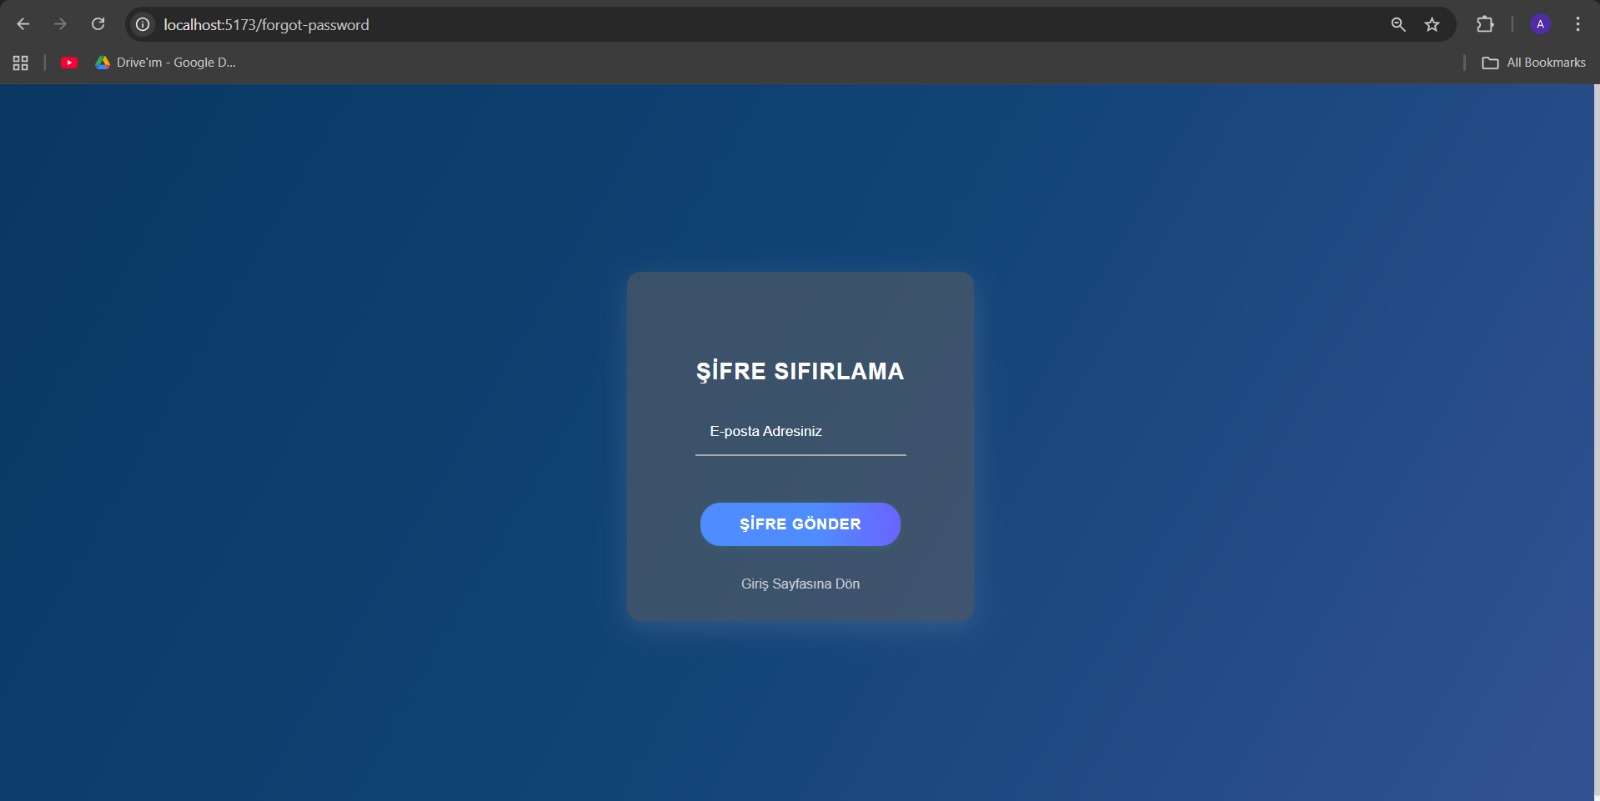 localhost:5173/forgot-password
A
Drive'ım - Google D...
All Bookmarks
ŞİFRE SIFIRLAMA
E-posta Adresiniz
ŞİFRE GÖNDER
Giriş Sayfasına Dön